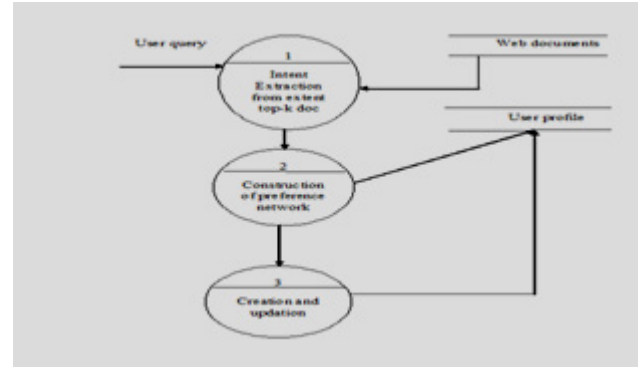 User query
Web documents
1
Intent
Extraction
from extent
top-k doc
User profile
2
Construction
of preference
network
3
Creation and
updation